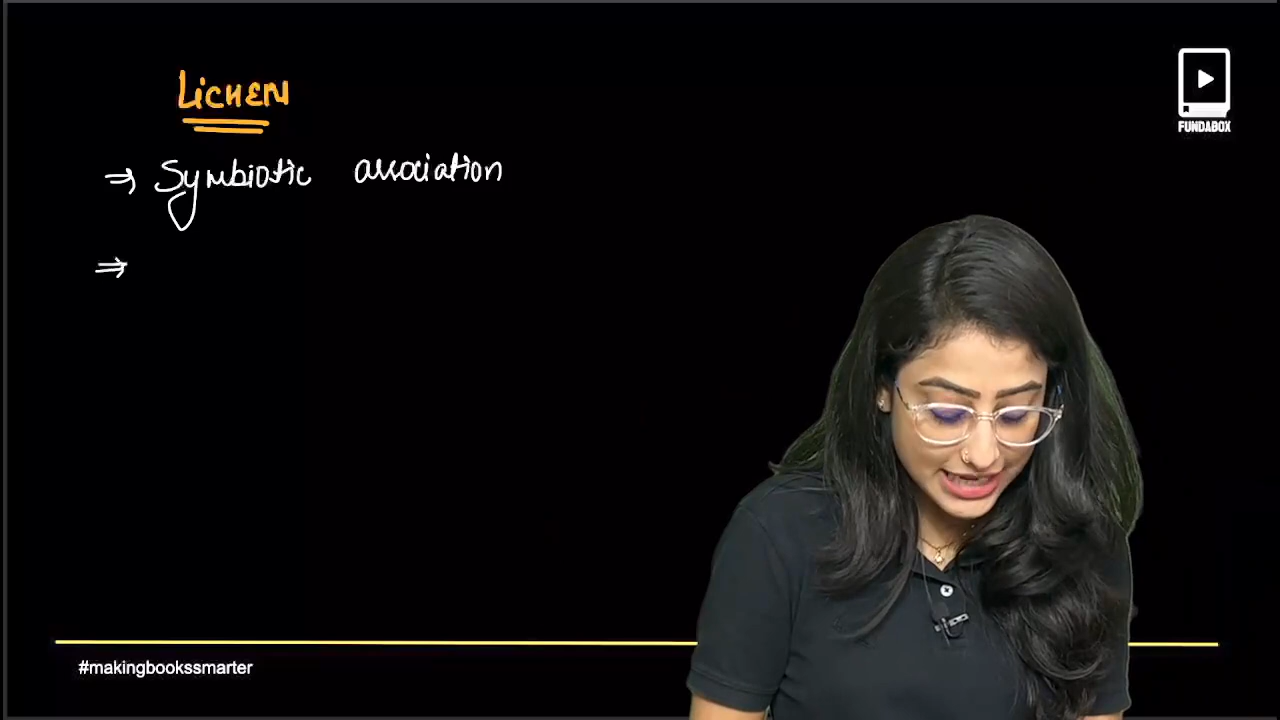 LICHEN
⇒ Symbiotic association
⇒
FUNDABOX
#makingbookssmarter